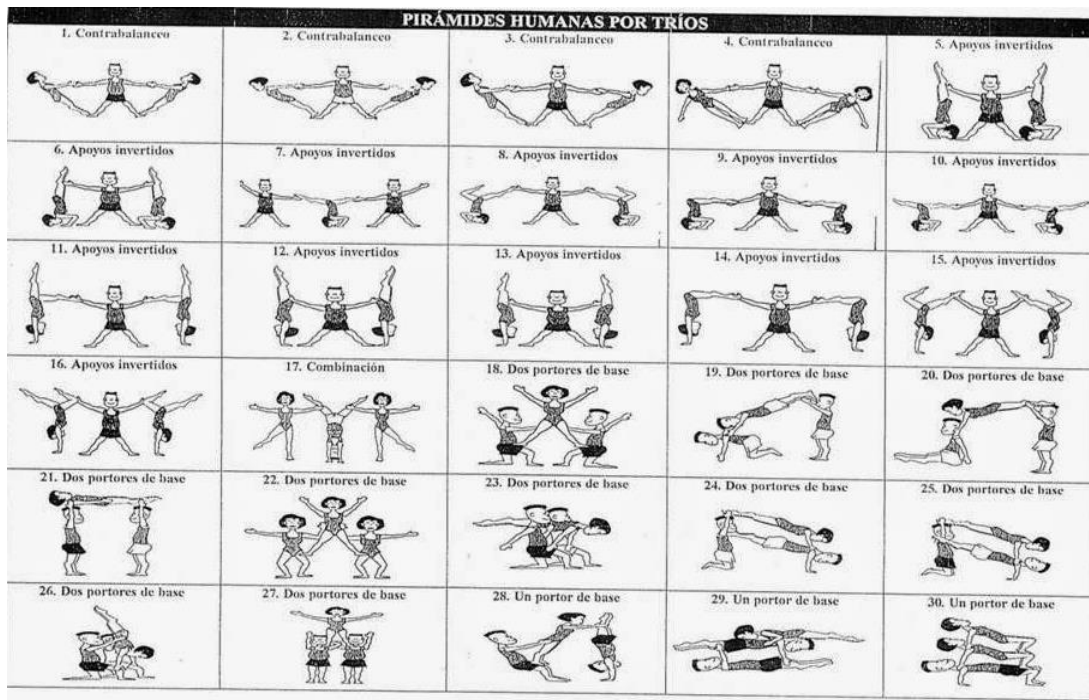 PIRÁMIDES HUMANAS POR TRÍOS
1. Contrabalanceo
2. Contrabalanceo
3. Contrabalanceo
4. Contrabalanceo
5. Apoyos invertidos
6. Apoyos invertidos
7. Apoyos invertidos
8. Apoyos invertidos
9. Apoyos invertidos
10. Apoyos invertidos
11. Apoyos invertidos
12. Apoyos invertidos
13. Apoyos invertidos
14. Apoyos invertidos
15. Apoyos invertidos
16. Apoyos invertidos
17. Combinación
18. Dos portores de base
19. Dos portores de base
20. Dos portores de base
21. Dos portores de base
22. Dos portores de base
23. Dos portores de base
24. Dos portores de base
25. Dos portores de base
26. Dos portores de base
27. Dos portores de base
28. Un portor de base
29. Un portor de base
30. Un portor de base